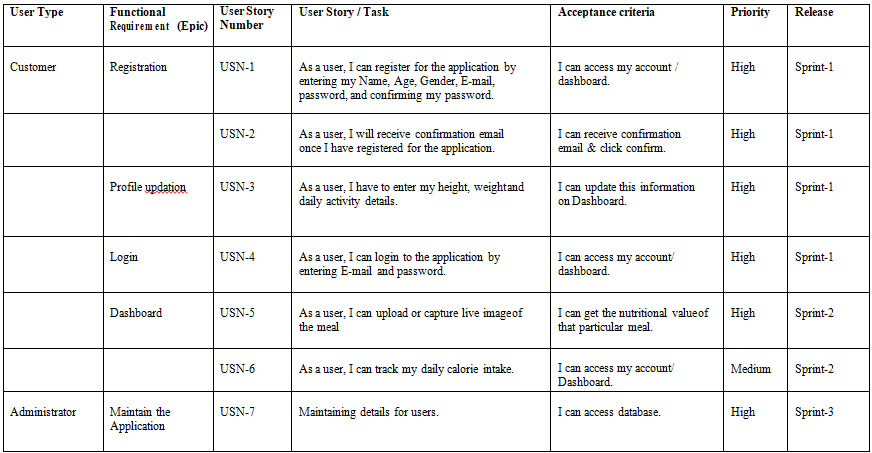 User Type Functional Requirement (Epic) User Story Number User Story / Task Acceptance criteria Priority Release
Customer Registration USN-1 As a user, I can register for the application by
entering my Name, Age, Gender, E-mail,
password, and confirming my password. I can access my account /
dashboard. High Sprint-1
USN-2 As a user, I will receive confirmation email
once I have registered for the application. I can receive confirmation
email & click confirm. High Sprint-1
Profile updation USN-3 As a user, I have to enter my height, weightand
daily activity details. I can update this information
on Dashboard. High Sprint-1
Login USN-4 As a user, I can login to the application by
entering E-mail and password. I can access my account/
dashboard. High Sprint-1
Dashboard USN-5 As a user, I can upload or capture live imageof
the meal I can get the nutritional valueof
that particular meal. High Sprint-2
USN-6 As a user, I can track my daily calorie intake. I can access my account/
Dashboard. Medium Sprint-2
Administrator Maintain the
Application USN-7 Maintaining details for users. I can access database. High Sprint-3